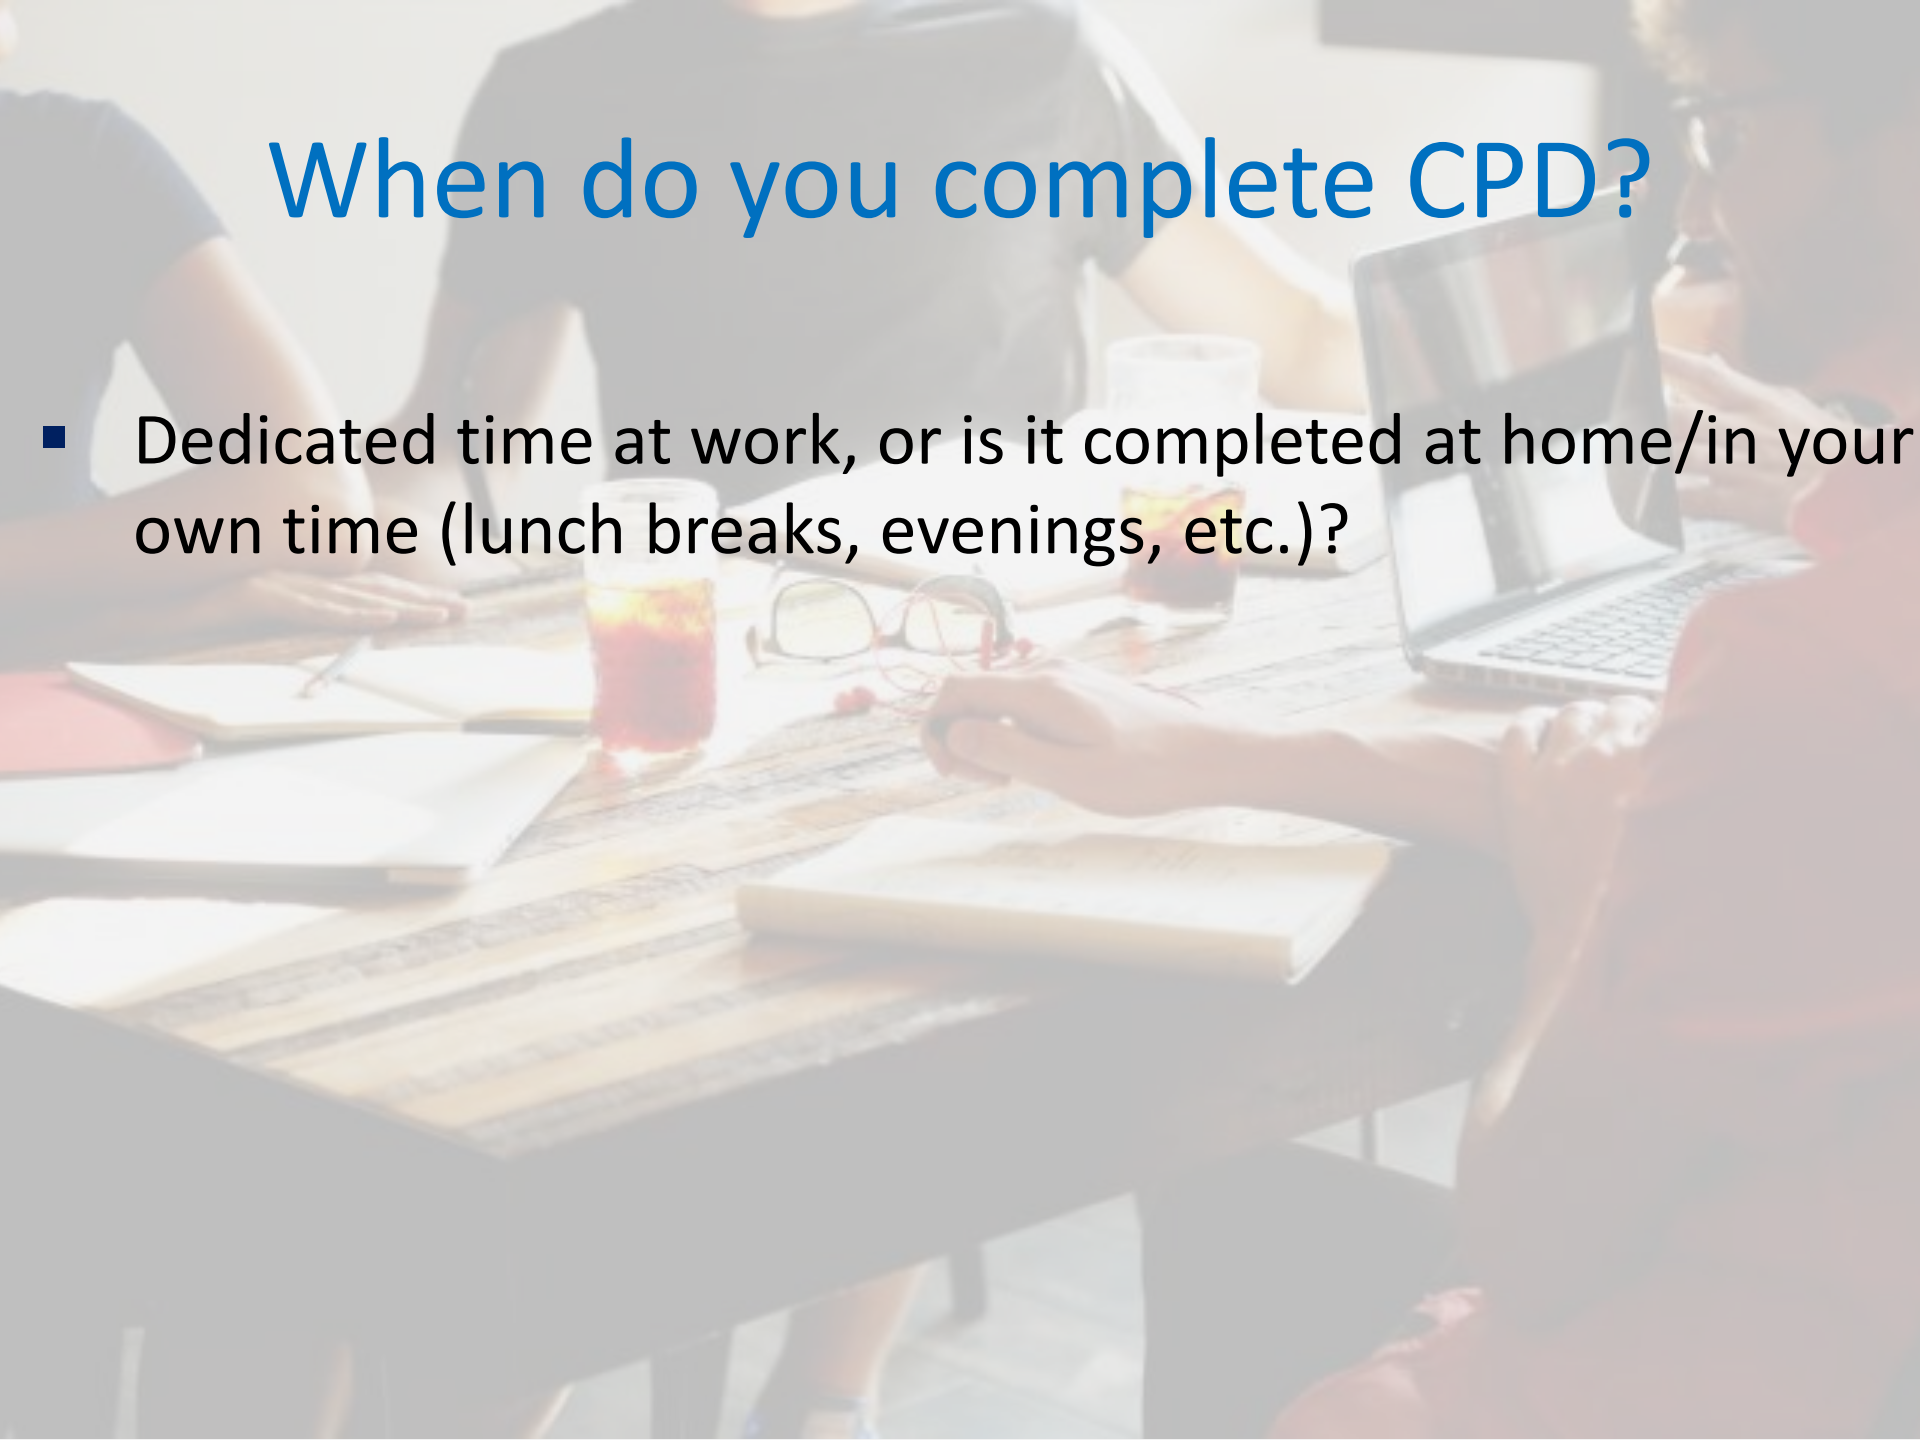 When do you complete CPD?
▪ Dedicated time at work, or is it completed at home/in your
own time (lunch breaks, evenings, etc.)?